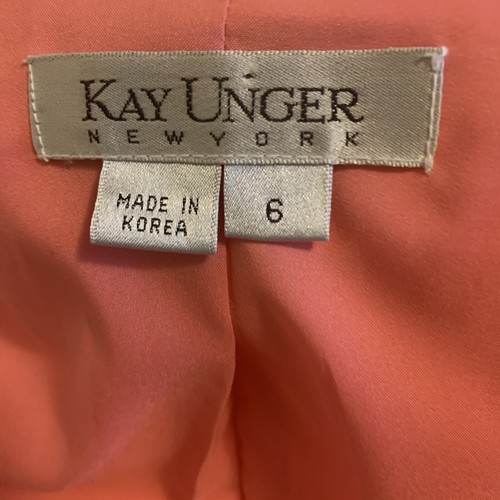 KAY UNGER
NEW YORK
MADE IN
KOREA
6